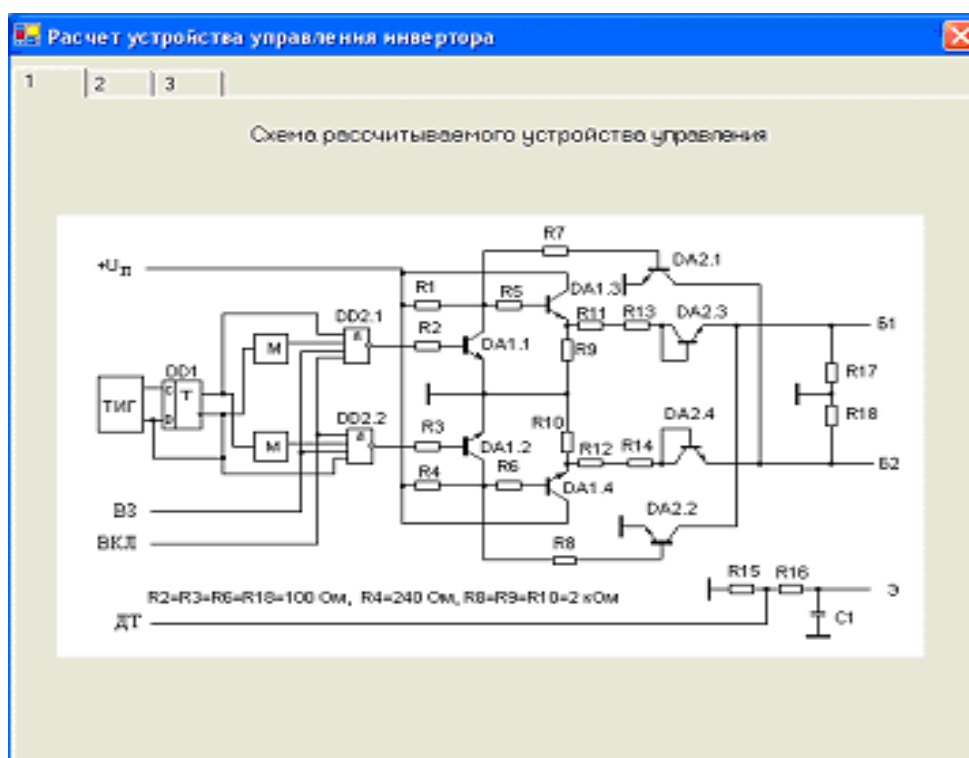 Расчет устройства управления инвертора
1 2 3
Схема рассчитываемого устройства управления
R7
+Uп
DA2.1
R1 R5 DA1.3
DD2.1
R11 R13 DA2.3
Б1
R2
&
DA1.1
М
R9
DD1
R17
ТИГ
C T
D
DD2.2
R10
DA2.4
R18
&
R3
М
DA1.2
R12 R14
Б2
R4 R6
DA1.4
ВЗ
DA2.2
ВКЛ
R8
R15 R16
R2=R3=R6=R18=100 Ом, R4=240 Ом, R8=R9=R10=2 кОм
Э
ДТ
C1